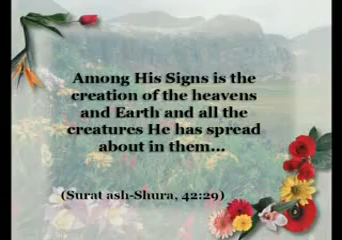 Among His Signs is the
creation of the heavens
and Earth and all the
creatures He has spread
about in them...
(Surat ash-Shura, 42:29)